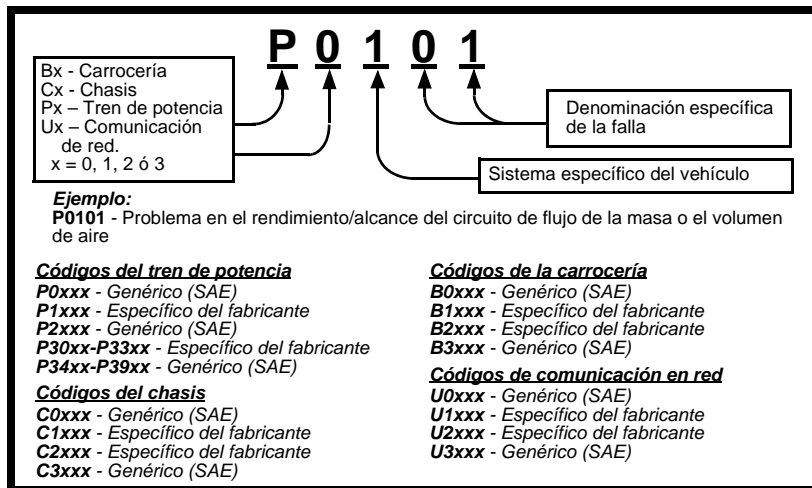 P 0 1 0 1
Bx - Carrocería
Cx - Chasis
Px – Tren de potencia
Ux – Comunicación
de red.
x = 0, 1, 2 ó 3
Denominación específica
de la falla
Sistema específico del vehículo
Ejemplo:
P0101 - Problema en el rendimiento/alcance del circuito de flujo de la masa o el volumen
de aire
Códigos del tren de potencia
P0xxx - Genérico (SAE)
P1xxx - Específico del fabricante
P2xxx - Genérico (SAE)
P30xx-P33xx - Específico del fabricante
P34xx-P39xx - Genérico (SAE)
Códigos del chasis
C0xxx - Genérico (SAE)
C1xxx - Específico del fabricante
C2xxx - Específico del fabricante
C3xxx - Genérico (SAE)
Códigos de la carrocería
B0xxx - Genérico (SAE)
B1xxx - Específico del fabricante
B2xxx - Específico del fabricante
B3xxx - Genérico (SAE)
Códigos de comunicación en red
U0xxx - Genérico (SAE)
U1xxx - Específico del fabricante
U2xxx - Específico del fabricante
U3xxx - Genérico (SAE)